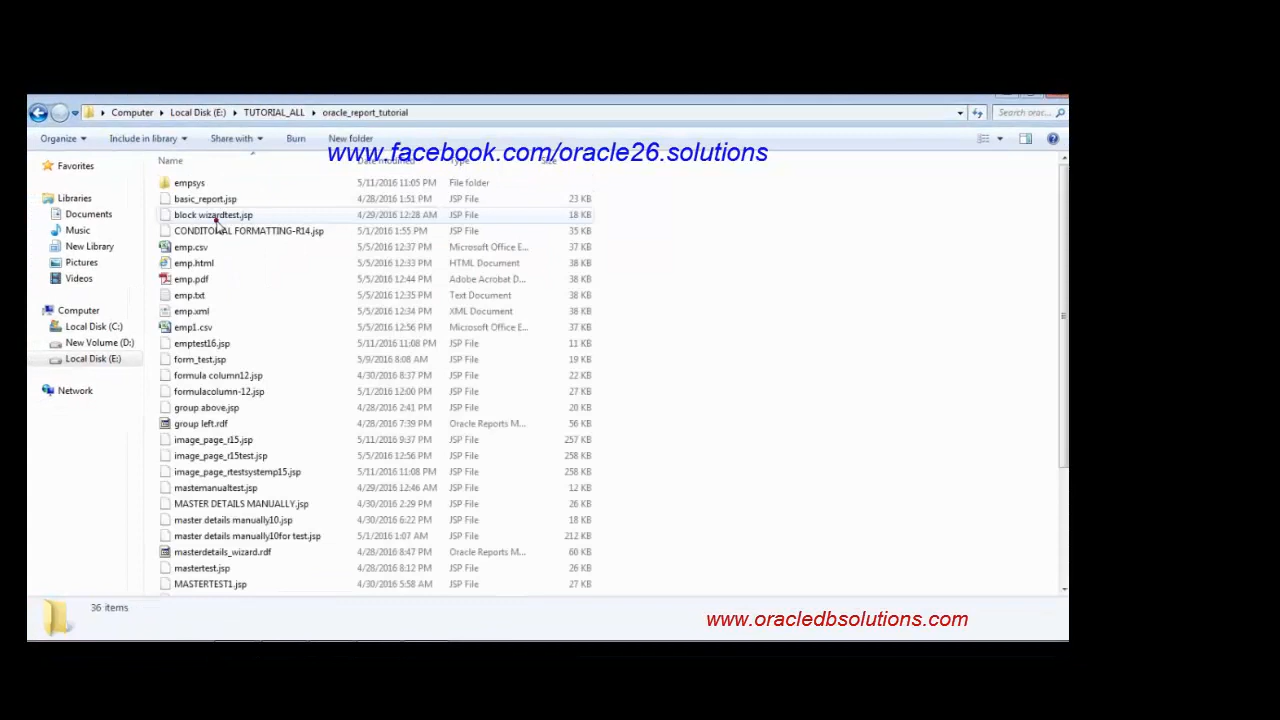 Computer ▸ Local Disk (E:) ▸ TUTORIAL_ALL ▸ oracle_report_tutorial
Search orac...
Organize Include in library Share with Burn New folder
www.facebook.com/oracle26.solutions
Name Date modified Type Size
Favorites
Libraries
Documents
Music
New Library
Pictures
Videos
Computer
Local Disk (C:)
New Volume (D:)
Local Disk (E:)
Network
empsys 5/11/2016 11:05 PM File folder
basic_report.jsp 4/28/2016 1:51 PM JSP File 23 KB
block wizardtest.jsp 4/29/2016 12:28 AM JSP File 18 KB
CONDITONAL FORMATTING-R14.jsp 5/1/2016 1:55 PM JSP File 35 KB
emp.csv 5/5/2016 12:37 PM Microsoft Office E... 37 KB
emp.html 5/5/2016 12:33 PM HTML Document 38 KB
emp.pdf 5/5/2016 12:44 PM Adobe Acrobat D... 38 KB
emp.txt 5/5/2016 12:35 PM Text Document 38 KB
emp.xml 5/5/2016 12:34 PM XML Document 38 KB
emp1.csv 5/5/2016 12:56 PM Microsoft Office E... 37 KB
emptest16.jsp 5/11/2016 11:08 PM JSP File 11 KB
form_test.jsp 5/9/2016 8:08 AM JSP File 19 KB
formula column12.jsp 4/30/2016 8:37 PM JSP File 22 KB
formulacolumn-12.jsp 5/1/2016 12:00 PM JSP File 27 KB
group above.jsp 4/28/2016 2:41 PM JSP File 20 KB
group left.rdf 4/28/2016 7:39 PM Oracle Reports M... 56 KB
image_page_r15.jsp 5/11/2016 9:37 PM JSP File 257 KB
image_page_r15test.jsp 5/5/2016 12:56 PM JSP File 258 KB
image_page_rtestsystemp15.jsp 5/11/2016 11:08 PM JSP File 258 KB
mastemanualtest.jsp 4/29/2016 12:46 AM JSP File 12 KB
MASTER DETAILS MANUALLY.jsp 4/30/2016 2:29 PM JSP File 26 KB
master details manually10.jsp 4/30/2016 6:22 PM JSP File 18 KB
master details manually10for test.jsp 5/1/2016 1:07 AM JSP File 212 KB
masterdetails_wizard.rdf 4/28/2016 8:47 PM Oracle Reports M... 60 KB
mastertest.jsp 4/28/2016 8:12 PM JSP File 26 KB
MASTERTEST1.jsp 4/30/2016 5:58 AM JSP File 27 KB
36 items
www.oracledbsolutions.com